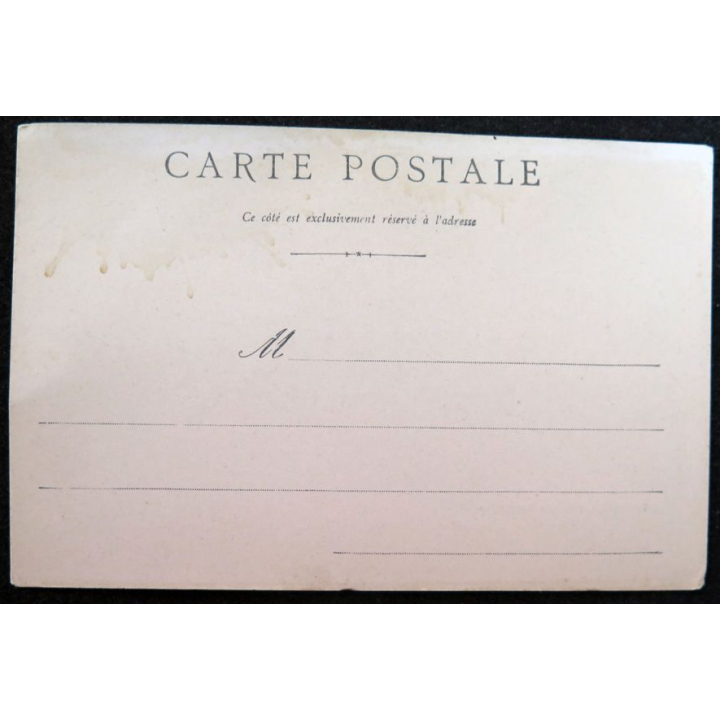 CARTE POSTALE
Ce côté est exclusivement réservé à l'adresse
M